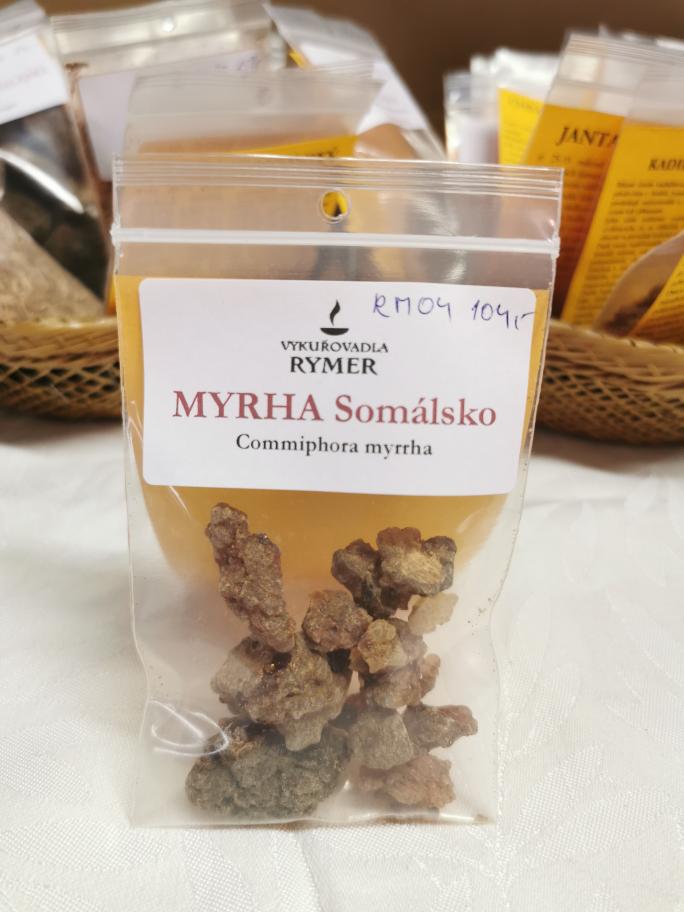 RM04 104,-
VYKUŘOVADLA
RYMER
MYRHA Somálsko
Commiphora myrrha
JANTA
KADI